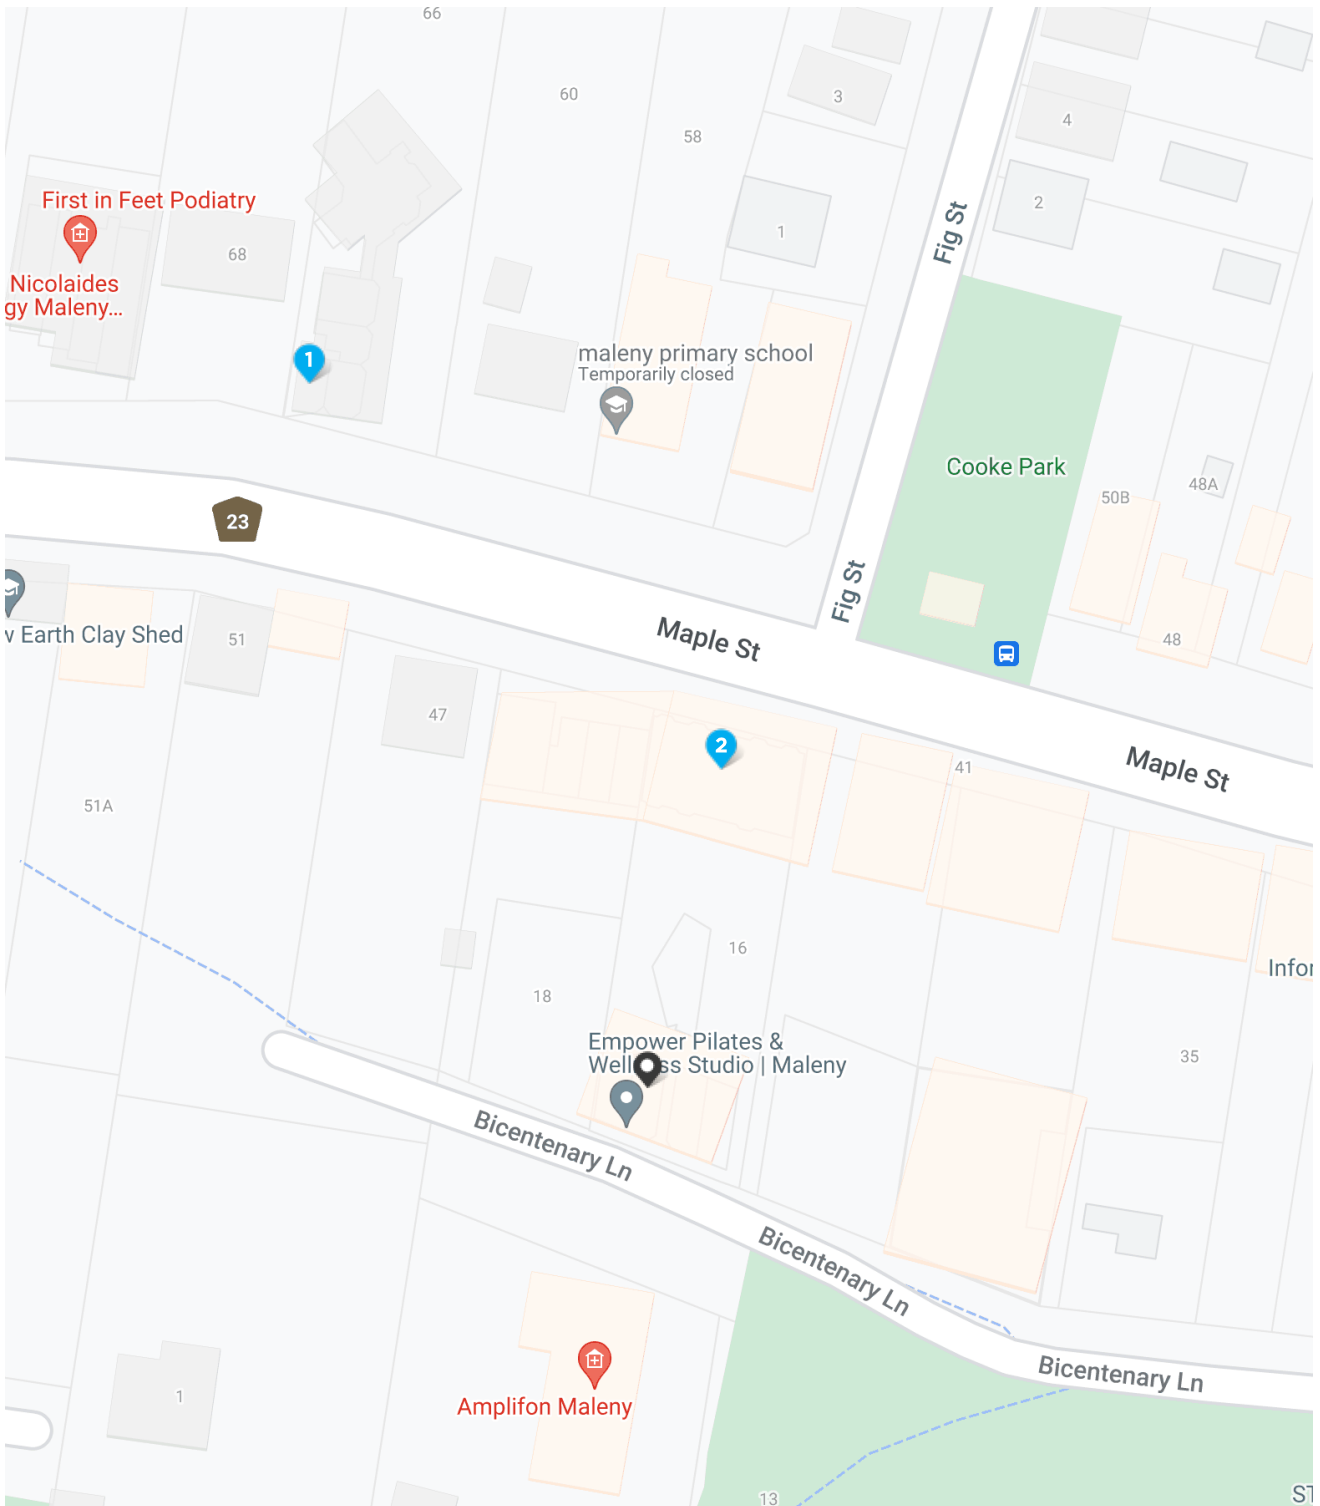 66
60
3
58
4
First in Feet Podiatry
2
1
Fig St
68
Nicolaides
gy Maleny...
maleny primary school
Temporarily closed
1
Cooke Park
48A
50B
23
Fig St
Earth Clay Shed
51
Maple St
48
47
2
Maple St
41
51A
16
Infor
18
Empower Pilates &
Wellness Studio | Maleny
35
Bicentenary Ln
Bicentenary Ln
Bicentenary Ln
1
Amplifon Maleny
13
ST